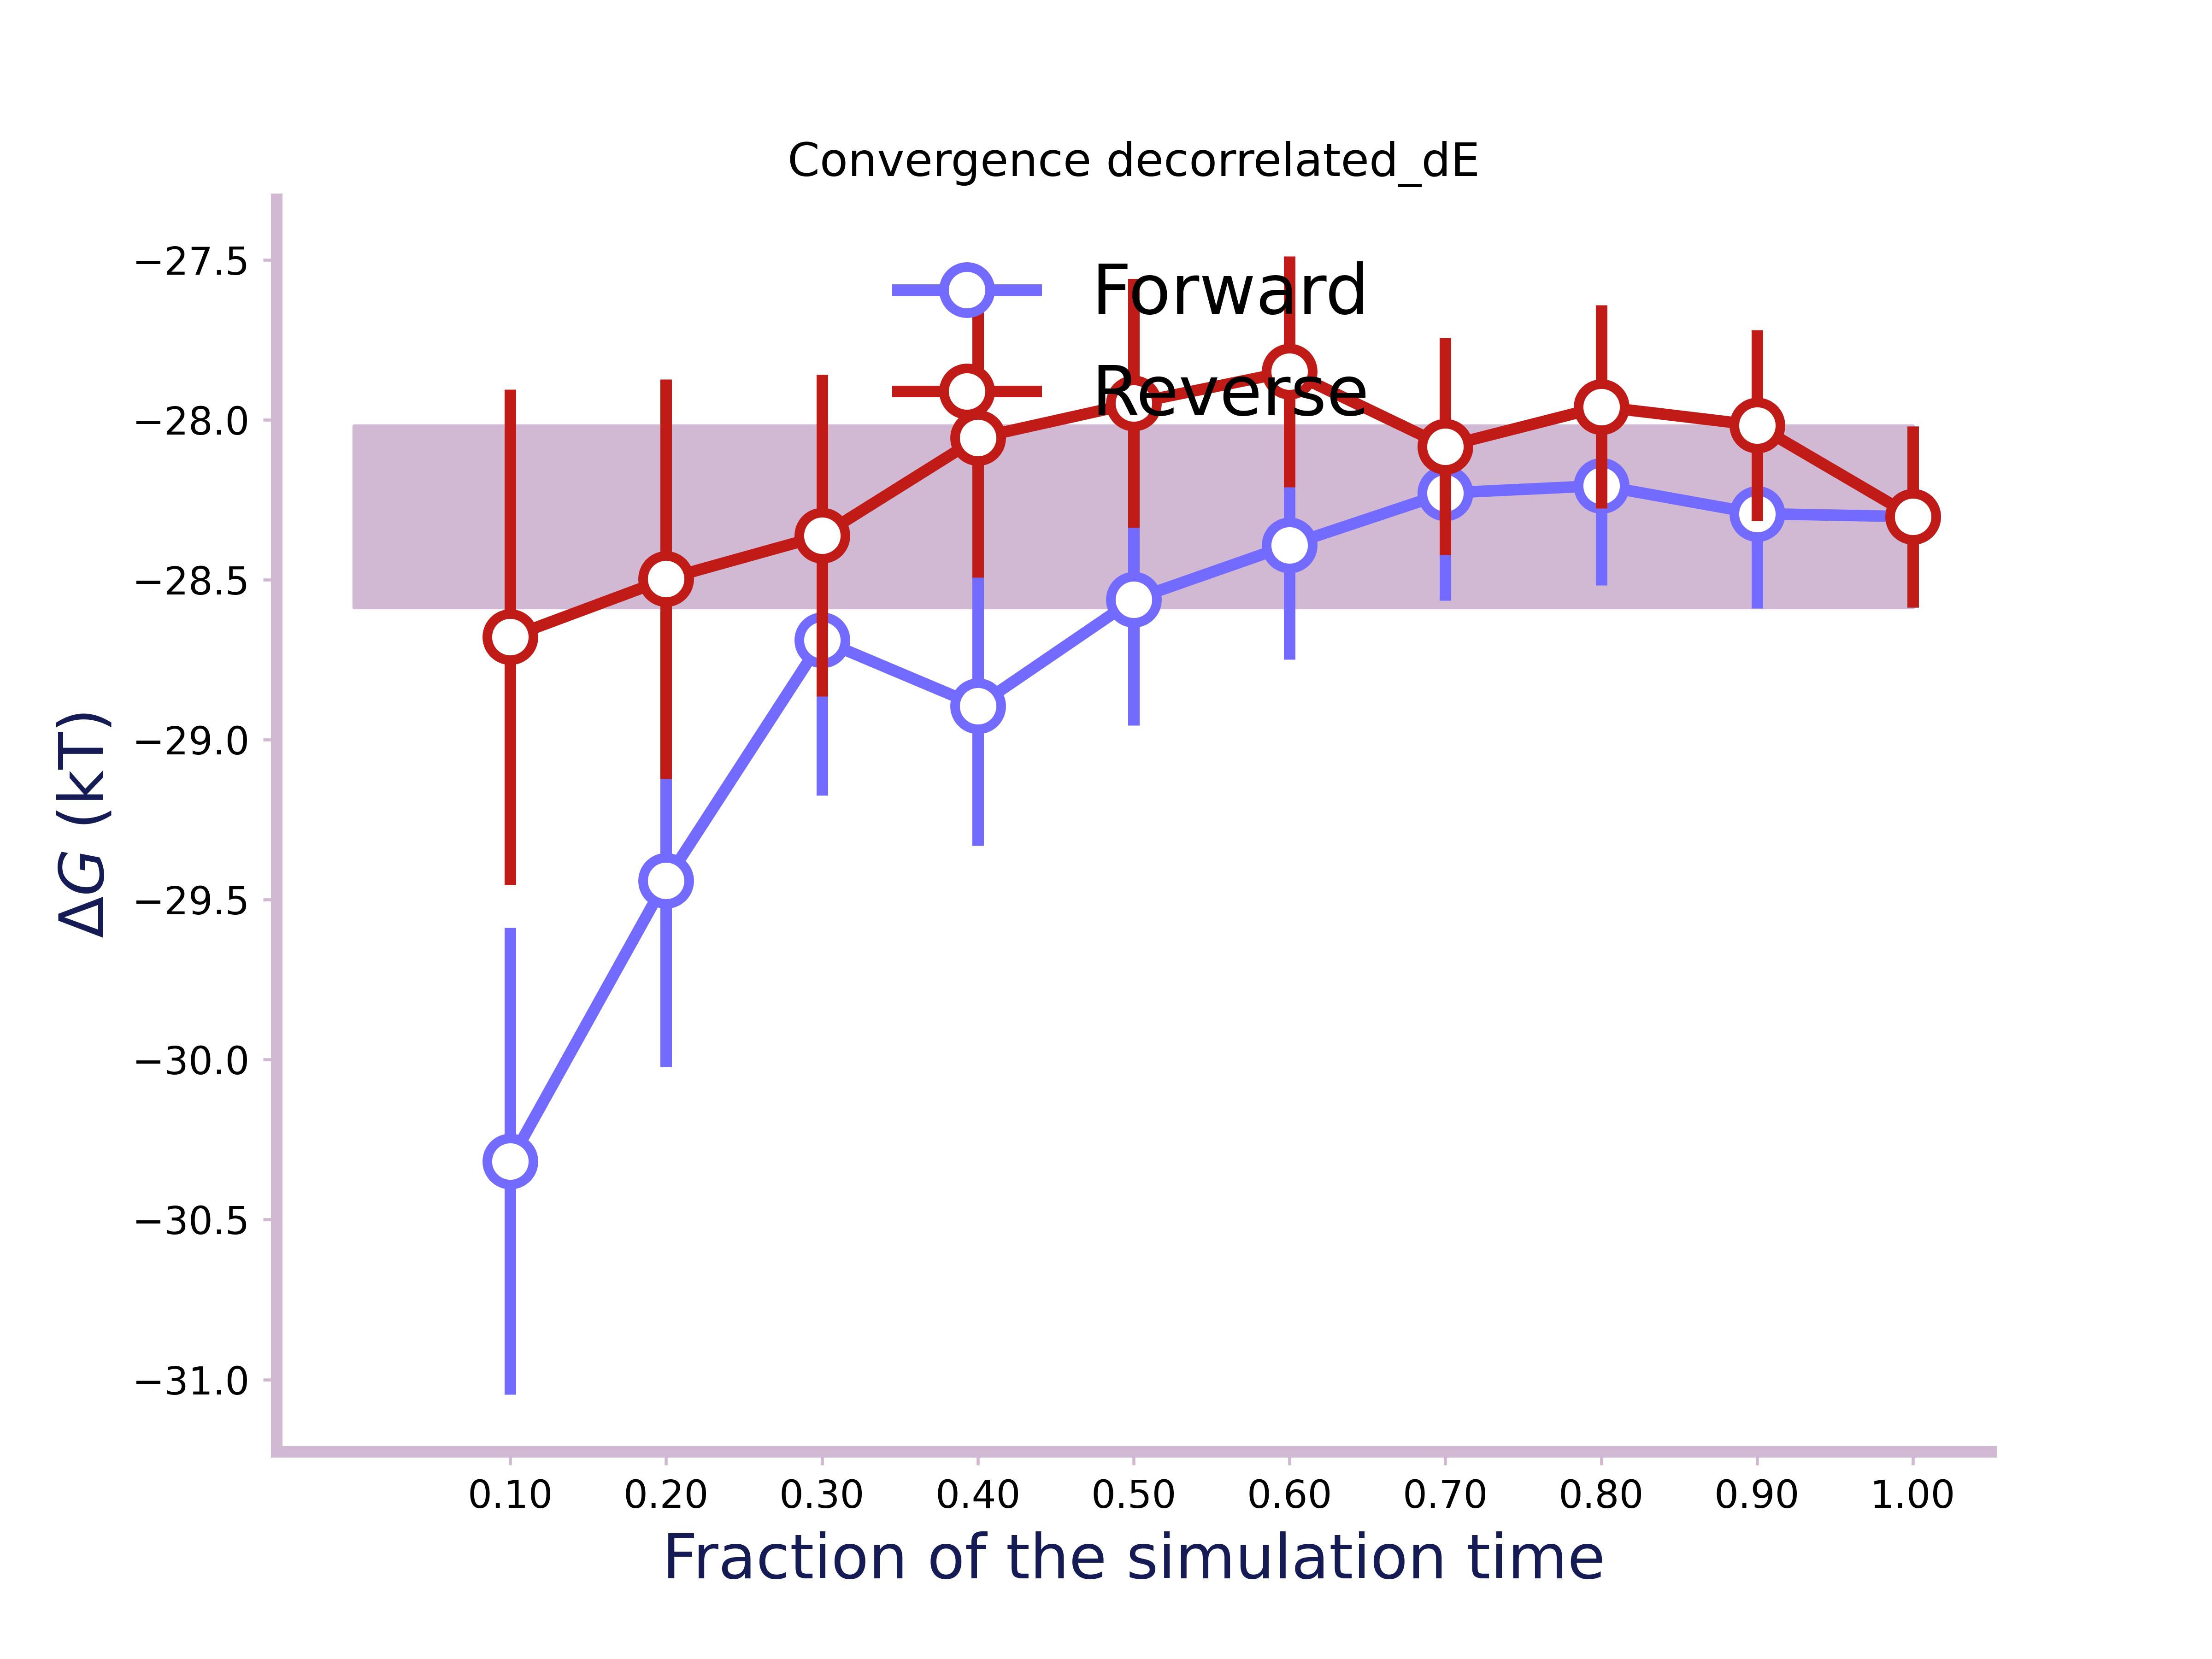 Convergence decorrelated_dE
Forward
Reverse
ΔG (kT)
−27.5
−28.0
−28.5
−29.0
−29.5
−30.0
−30.5
−31.0
0.10 0.20 0.30 0.40 0.50 0.60 0.70 0.80 0.90 1.00
Fraction of the simulation time